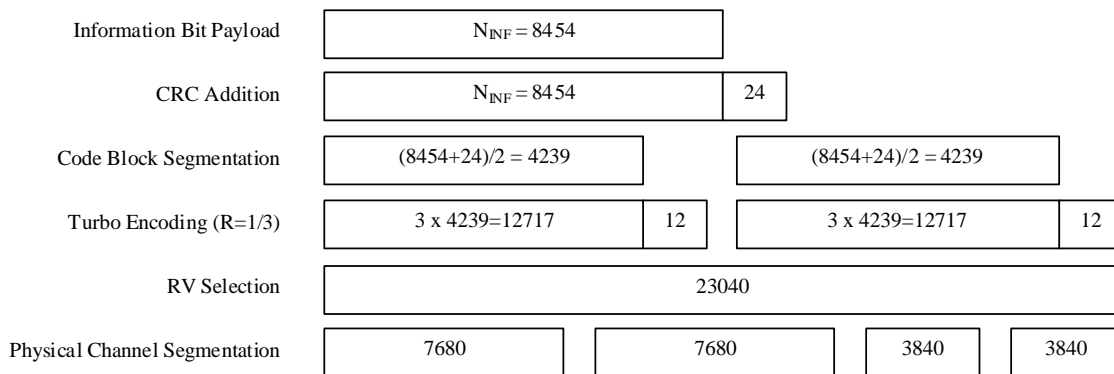 Information Bit Payload N_INF = 8454
CRC Addition N_INF = 8454 24
Code Block Segmentation (8454+24)/2 = 4239 (8454+24)/2 = 4239
Turbo Encoding (R=1/3) 3 x 4239=12717 12 3 x 4239=12717 12
RV Selection 23040
Physical Channel Segmentation 7680 7680 3840 3840